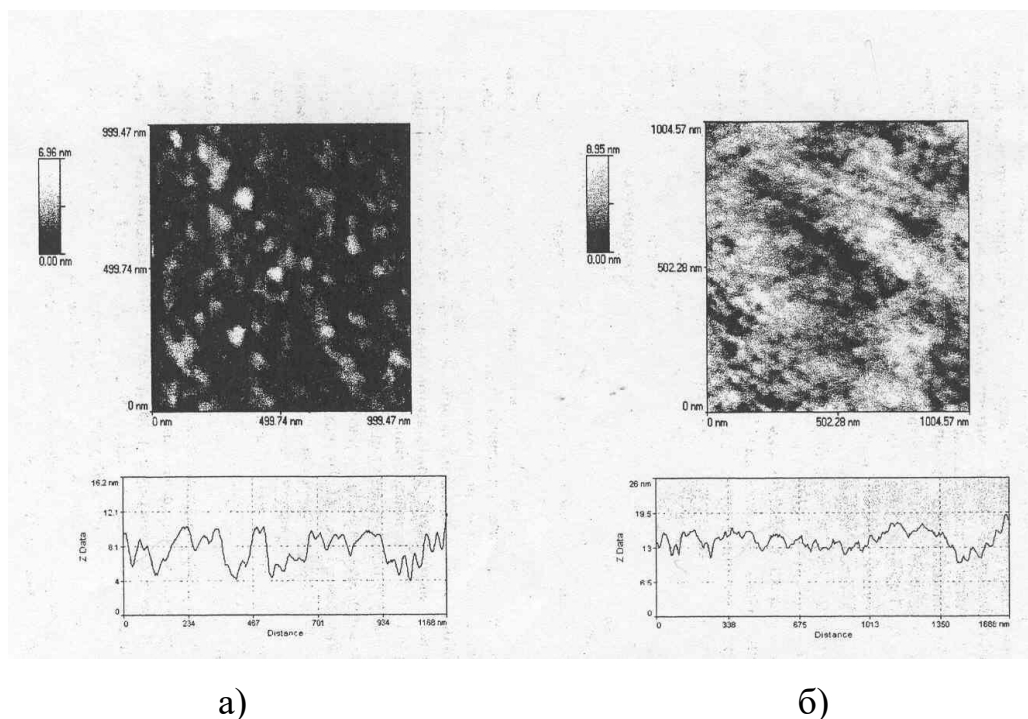 999.47 nm
6.96 nm
0.00 nm
499.74 nm
0 nm
0 nm
499.74 nm
999.47 nm
1004.57 nm
8.95 nm
0.00 nm
502.28 nm
0 nm
0 nm
502.28 nm
1004.57 nm
16.2 nm
12.1
8.1
4
0
Z Data
0
234
467
701
934
1168 nm
Distance
26 nm
19.5
13
6.5
0
Z Data
0
338
675
1013
1350
1688 nm
Distance
а)
б)